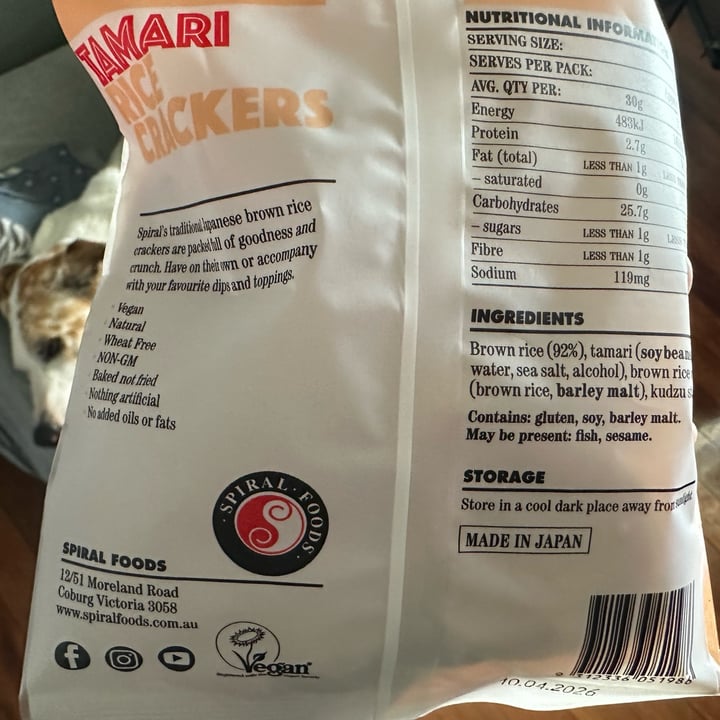 TAMARI
RICE
CRACKERS
Spiral's traditional Japanese brown rice
crackers are packed full of goodness and
crunch. Have on their own or accompany
with your favourite dips and toppings.
Vegan
Natural
Wheat Free
NON-GM
Baked not fried
Nothing artificial
No added oils or fats
SPIRAL FOODS
SPIRAL FOODS
12/51 Moreland Road
Coburg Victoria 3058
www.spiralfoods.com.au
Vegan
NUTRITIONAL
SERVING SIZE:
SERVES PER PACK:
AVG. QTY PER: 30g
Energy 483kJ
Protein 2.7g
Fat (total) LESS THAN 1g
– saturated 0g
Carbohydrates 25.7g
– sugars LESS THAN 1g
Fibre LESS THAN 1g
Sodium 119mg
INGREDIENTS
Brown rice (92%), tamari (soybean
water, sea salt, alcohol), brown rice
(brown rice, barley malt), kudzu
Contains: gluten, soy, barley malt.
May be present: fish, sesame.
STORAGE
Store in a cool dark place away from sunlight
MADE IN JAPAN
9 312336 051986
10.04.2026